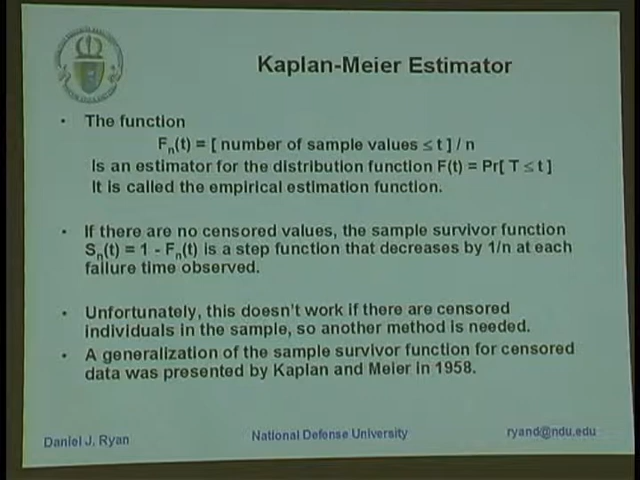 Kaplan-Meier Estimator
• The function
Fn(t) = [ number of sample values ≤ t ] / n
Is an estimator for the distribution function F(t) = Pr[ T ≤ t ]
It is called the empirical estimation function.
• If there are no censored values, the sample survivor function
Sn(t) = 1 - Fn(t) is a step function that decreases by 1/n at each
failure time observed.
• Unfortunately, this doesn't work if there are censored
individuals in the sample, so another method is needed.
• A generalization of the sample survivor function for censored
data was presented by Kaplan and Meier in 1958.
Daniel J. Ryan National Defense University ryand@ndu.edu